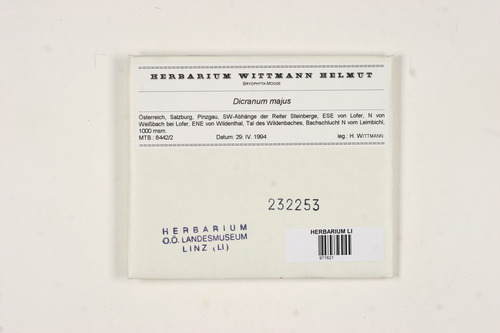 HERBARIUM WITTMANN HELMUT
BRYOPHYTA-MOOSE
Dicranum majus
Österreich, Salzburg, Pinzgau, SW-Abhänge der Reiter Steinberge, ESE von Lofer, N von
Weißbach bei Lofer, ENE von Wildenthal, Tal des Wildenbaches, Bachschlucht N vom Leimbichl,
1000 msm.
MTB.: 8442/2 Datum: 29. IV. 1994 leg.: H. WITTMANN
232253
HERBARIUM
O.Ö. LANDESMUSEUM
LINZ (LI)
HERBARIUM LI
971621